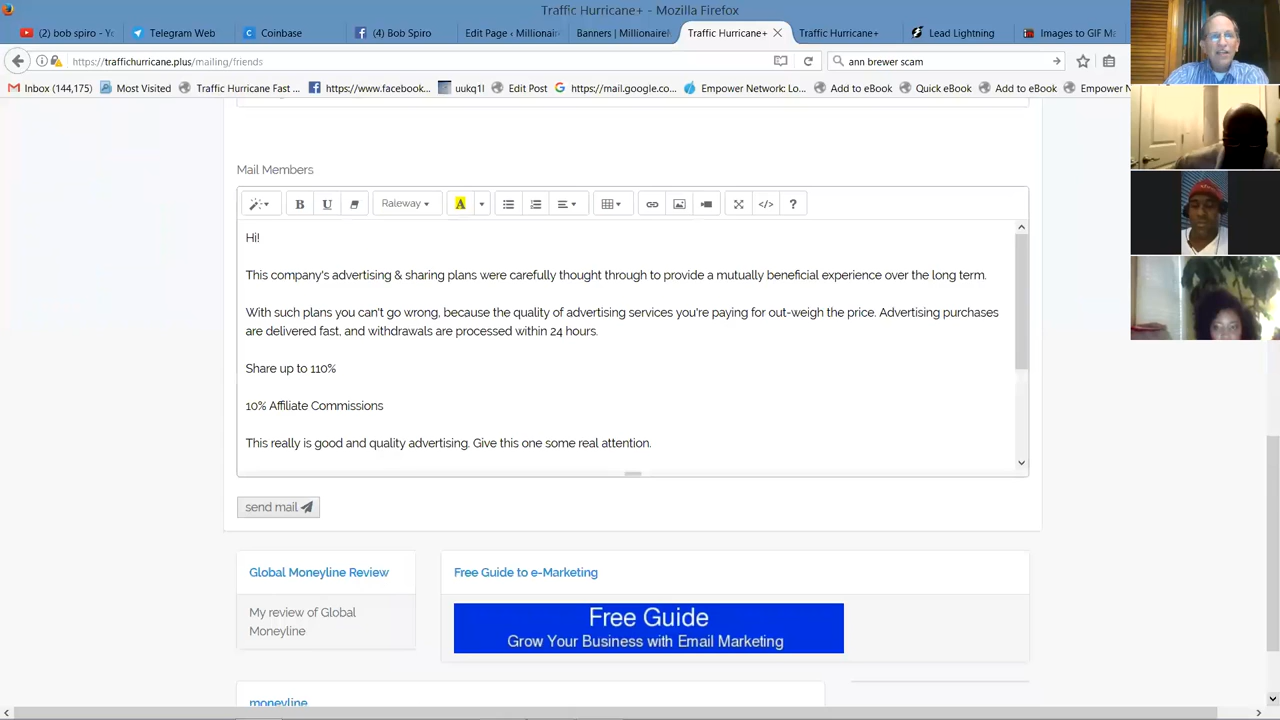 Traffic Hurricane+ - Mozilla Firefox
(2) bob spiro - Yo
Telegram Web
Coinbase
(4) Bob Spiro
Edit Page ‹ Millionair
Banners | MillionaireM
Traffic Hurricane+
Traffic Hurricane
Lead Lightning
Images to GIF Ma
https://traffichurricane.plus/mailing/friends
ann brewer scam
Inbox (144,175)
Most Visited
Traffic Hurricane Fast ...
https://www.facebook...
uukq1l
Edit Post
https://mail.google.co...
Empower Network: Lo...
Add to eBook
Quick eBook
Add to eBook
Empower N
Mail Members
B
U
Raleway
A
</>
?
Hi!
This company's advertising & sharing plans were carefully thought through to provide a mutually beneficial experience over the long term.
With such plans you can't go wrong, because the quality of advertising services you're paying for out-weigh the price. Advertising purchases
are delivered fast, and withdrawals are processed within 24 hours.
Share up to 110%
10% Affiliate Commissions
This really is good and quality advertising. Give this one some real attention.
send mail
Global Moneyline Review
My review of Global
Moneyline
Free Guide to e-Marketing
Free Guide
Grow Your Business with Email Marketing
moneyline